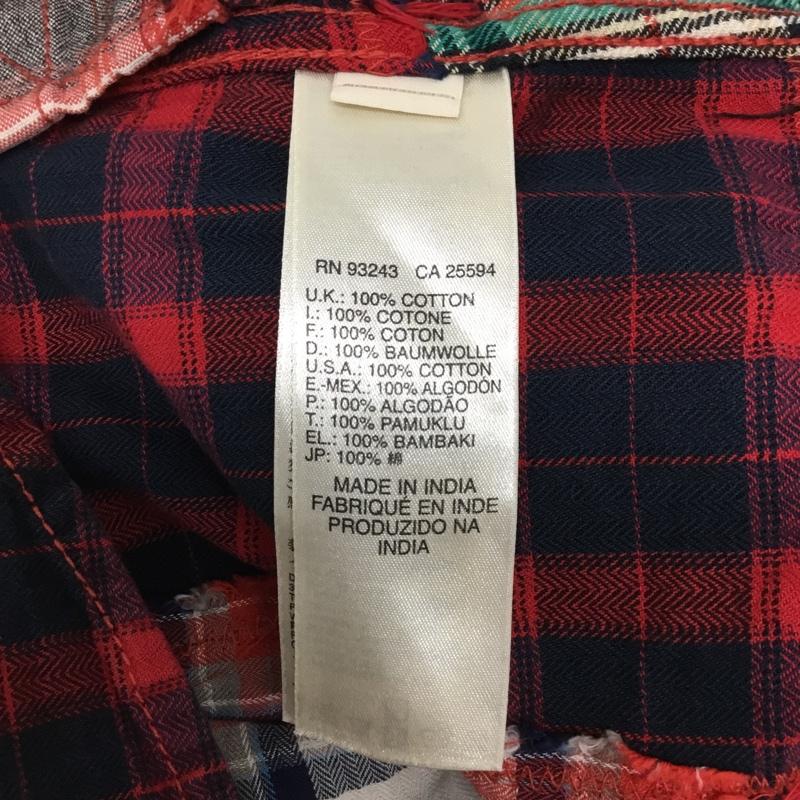 RN 93243 CA 25594
U.K.: 100% COTTON
I.: 100% COTONE
F.: 100% COTON
D.: 100% BAUMWOLLE
U.S.A.: 100% COTTON
E.-MEX.: 100% ALGODÓN
P.: 100% ALGODÃO
T.: 100% PAMUKLU
EL.: 100% BAMBAKI
JP: 100% 綿
MADE IN INDIA
FABRIQUÉ EN INDE
PRODUZIDO NA
INDIA